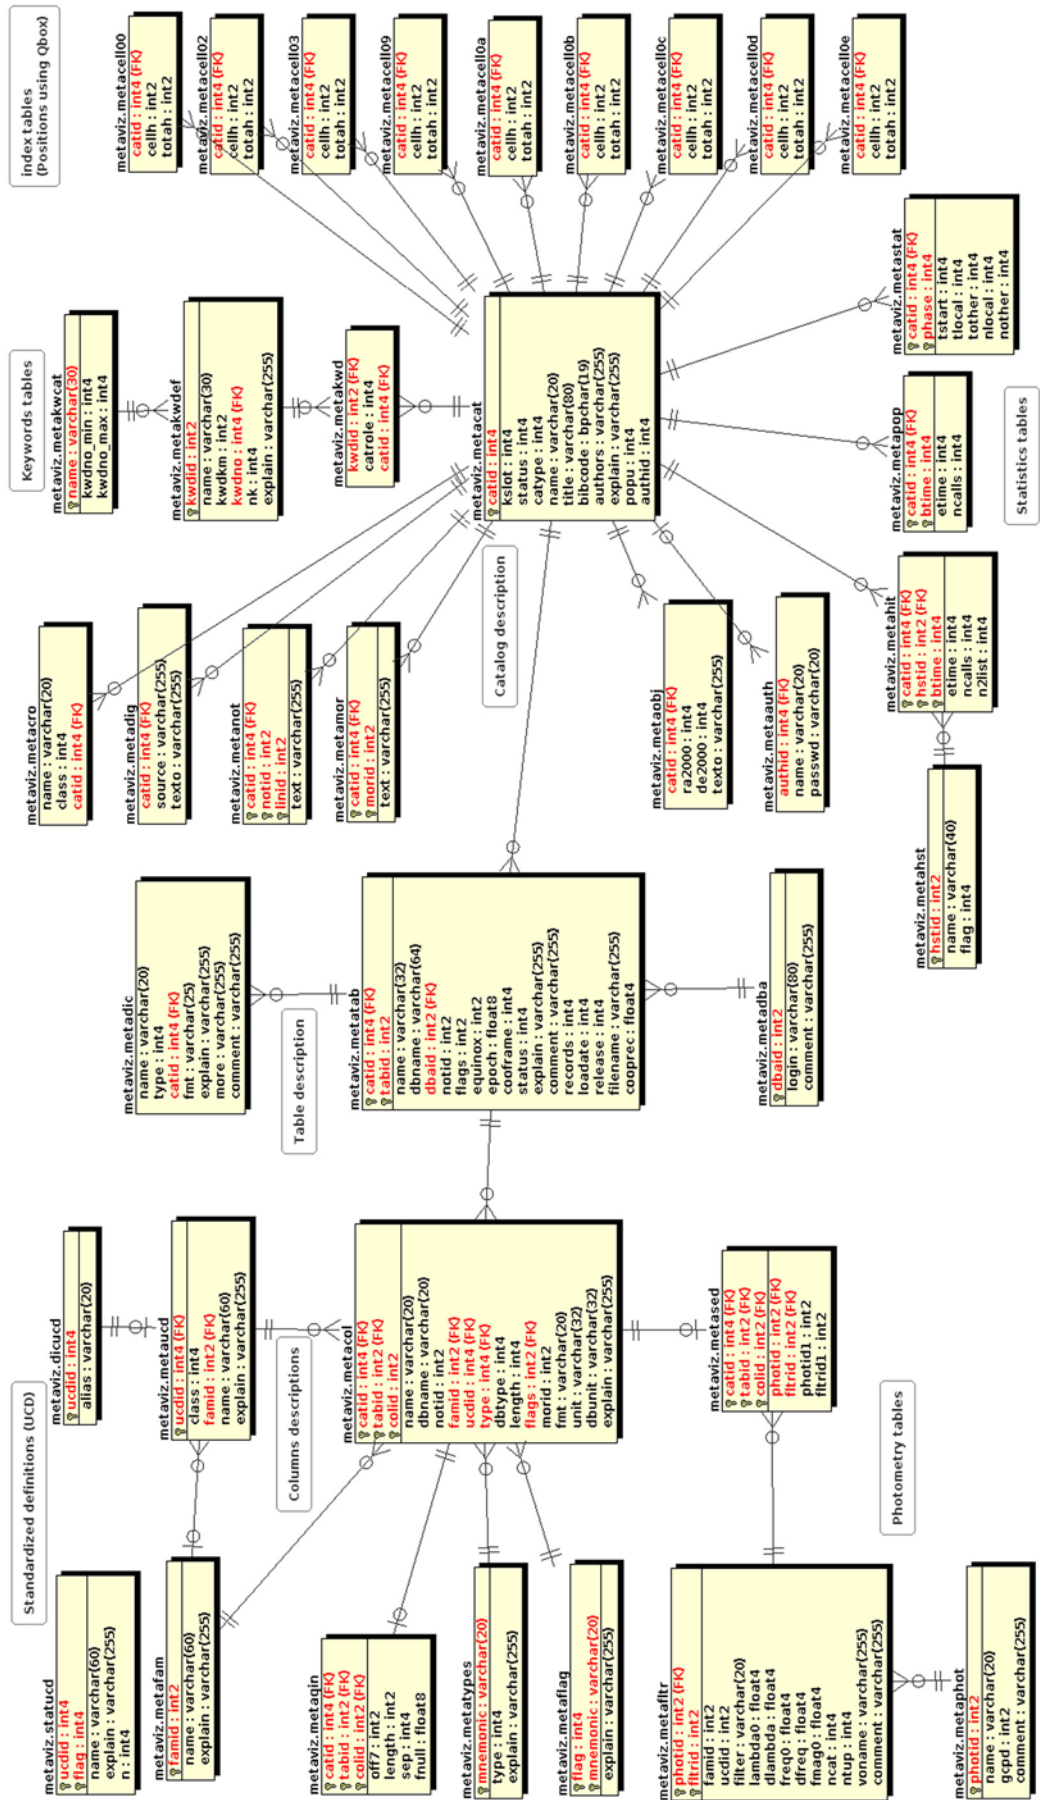 Standardized definitions (UCD)
Keywords tables
index tables
(Positions using Qbox)
metaviz.statucd
ucdid : int4
flag : int4
name : varchar(60)
explain : varchar(255)
n : int4
metaviz.dicucd
ucdid : int4
alias : varchar(20)
metaviz.metafam
famid : int2
name : varchar(60)
explain : varchar(255)
metaviz.metaucd
ucdid : int4 (FK)
class : int4
famid : int2 (FK)
name : varchar(60)
explain : varchar(255)
Columns descriptions
metaviz.metaqin
catid : int4 (FK)
tabid : int2 (FK)
colid : int2 (FK)
off7 : int2
length : int2
sep : int4
fnull : float8
metaviz.metatypes
mnemonic : varchar(20)
type : int4
explain : varchar(255)
metaviz.metaflag
flag : int4
mnemonic : varchar(20)
explain : varchar(255)
metaviz.metacol
catid : int4 (FK)
tabid : int2 (FK)
colid : int2
name : varchar(20)
dbname : varchar(20)
notid : int2
famid : int2 (FK)
ucdid : int4 (FK)
type : int4 (FK)
dbtype : int4
length : int4
flags : int2 (FK)
morid : int2
fmt : varchar(20)
unit : varchar(32)
dbunit : varchar(32)
explain : varchar(255)
metaviz.metafltr
photid : int2 (FK)
fltrid : int2
famid : int2
ucdid : int2
filter : varchar(20)
lambda0 : float4
dlambda : float4
freq0 : float4
dfreq : float4
fmag0 : float4
ncat : int4
ntup : int4
voname : varchar(255)
comment : varchar(255)
metaviz.metased
catid : int4 (FK)
tabid : int2 (FK)
colid : int2 (FK)
photid : int2 (FK)
fltrid : int2 (FK)
photid1 : int2
fltrid1 : int2
Photometry tables
metaviz.metaphot
photid : int2
name : varchar(20)
gcpd : int2
comment : varchar(255)
metaviz.metadic
name : varchar(20)
type : int4
catid : int4 (FK)
fmt : varchar(25)
explain : varchar(255)
more : varchar(255)
comment : varchar(255)
Table description
metaviz.metatab
catid : int4 (FK)
tabid : int2
name : varchar(32)
dbname : varchar(64)
dbaid : int2 (FK)
notid : int2
flags : int2
equinox : int2
epoch : float8
cooframe : int4
status : int4
explain : varchar(255)
comment : varchar(255)
records : int4
loadate : int4
release : int4
filename : varchar(255)
cooprec : float4
metaviz.metadba
dbaid : int2
login : varchar(80)
comment : varchar(255)
metaviz.metacro
name : varchar(20)
class : int4
catid : int4 (FK)
metaviz.metadig
catid : int4 (FK)
source : varchar(255)
texto : varchar(255)
metaviz.metanot
catid : int4 (FK)
notid : int2
linid : int2
text : varchar(255)
metaviz.metamor
catid : int4 (FK)
morid : int2
text : varchar(255)
Catalog description
metaviz.metaobj
catid : int4 (FK)
ra2000 : int4
de2000 : int4
texto : varchar(255)
metaviz.metaauth
authid : int4 (FK)
name : varchar(20)
passwd : varchar(20)
metaviz.metahst
hstid : int2
name : varchar(40)
flag : int4
metaviz.metahit
catid : int4 (FK)
hstid : int2 (FK)
btime : int4
etime : int4
ncalls : int4
n2list : int4
metaviz.metakwcat
name : varchar(30)
kwdno_min : int4
kwdno_max : int4
metaviz.metakwdef
kwdid : int2
name : varchar(30)
kwdkm : int2
kwdno : int4 (FK)
nk : int4
explain : varchar(255)
metaviz.metakwd
kwdid : int2 (FK)
catrole : int4
catid : int4 (FK)
metaviz.metacat
catid : int4
kslot : int4
status : int4
catype : int4
name : varchar(20)
title : varchar(80)
bibcode : bpchar(19)
authors : varchar(255)
explain : varchar(255)
popu : int4
authid : int4
metaviz.metapop
catid : int4 (FK)
btime : int4
etime : int4
ncalls : int4
metaviz.metastat
catid : int4 (FK)
phase : int4
tstart : int4
tlocal : int4
tother : int4
nlocal : int4
nother : int4
Statistics tables
metaviz.metacell00
catid : int4 (FK)
cellh : int2
totah : int2
metaviz.metacell02
catid : int4 (FK)
cellh : int2
totah : int2
metaviz.metacell03
catid : int4 (FK)
cellh : int2
totah : int2
metaviz.metacell09
catid : int4 (FK)
cellh : int2
totah : int2
metaviz.metacell0a
catid : int4 (FK)
cellh : int2
totah : int2
metaviz.metacell0b
catid : int4 (FK)
cellh : int2
totah : int2
metaviz.metacell0c
catid : int4 (FK)
cellh : int2
totah : int2
metaviz.metacell0d
catid : int4 (FK)
cellh : int2
totah : int2
metaviz.metacell0e
catid : int4 (FK)
cellh : int2
totah : int2